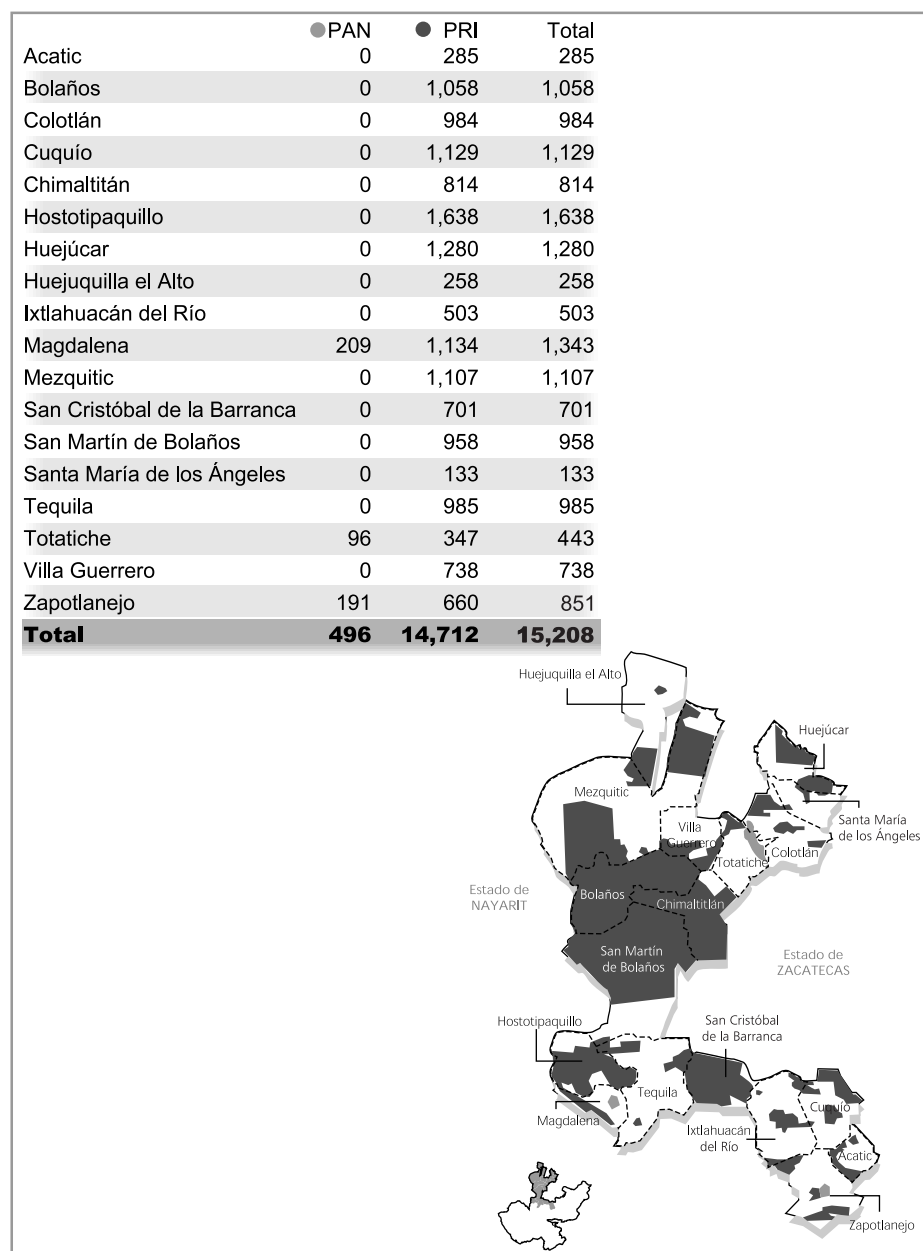 PAN PRI Total
Acatic 0 285 285
Bolaños 0 1,058 1,058
Colotlán 0 984 984
Cuquío 0 1,129 1,129
Chimaltitán 0 814 814
Hostotipaquillo 0 1,638 1,638
Huejúcar 0 1,280 1,280
Huejuquilla el Alto 0 258 258
Ixtlahuacán del Río 0 503 503
Magdalena 209 1,134 1,343
Mezquitic 0 1,107 1,107
San Cristóbal de la Barranca 0 701 701
San Martín de Bolaños 0 958 958
Santa María de los Ángeles 0 133 133
Tequila 0 985 985
Totatiche 96 347 443
Villa Guerrero 0 738 738
Zapotlanejo 191 660 851
Total 496 14,712 15,208
Huejuquilla el Alto
Huejúcar
Mezquitic
Santa María
de los Ángeles
Villa
Guerrero
Totatiche
Colotlán
Estado de
NAYARIT
Bolaños
Chimaltitlán
San Martín
de Bolaños
Estado de
ZACATECAS
Hostotipaquillo
San Cristóbal
de la Barranca
Tequila
Magdalena
Cuquío
Ixtlahuacán
del Río
Acatic
Zapotlanejo